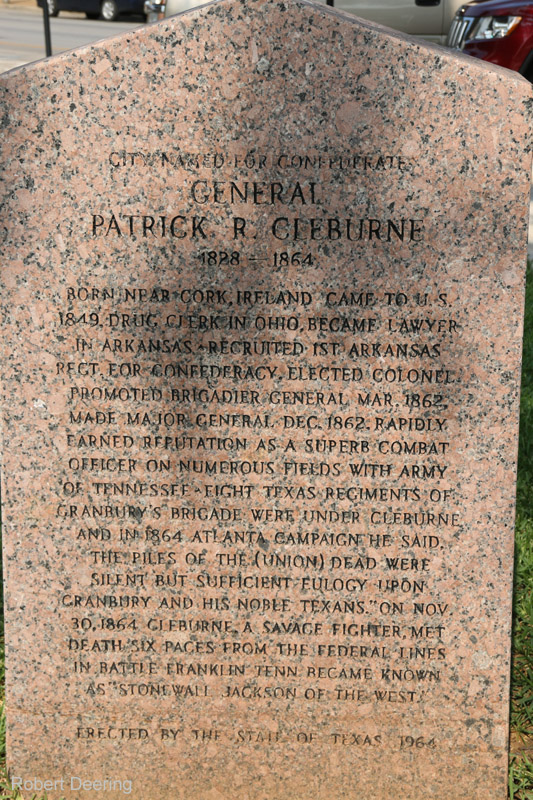 CITY NAMED FOR CONFEDERATE
GENERAL
PATRICK R. CLEBURNE
1828 - 1864
BORN NEAR CORK, IRELAND CAME TO U.S.
1849. DRUG CLERK IN OHIO, BECAME LAWYER
IN ARKANSAS. RECRUITED 1ST. ARKANSAS
REGT. FOR CONFEDERACY, ELECTED COLONEL.
PROMOTED BRIGADIER GENERAL MAR. 1862,
MADE MAJOR GENERAL DEC. 1862. RAPIDLY
EARNED REPUTATION AS A SUPERB COMBAT
OFFICER ON NUMEROUS FIELDS WITH ARMY
OF TENNESSEE - EIGHT TEXAS REGIMENTS OF
GRANBURY'S BRIGADE WERE UNDER CLEBURNE
AND IN 1864 ATLANTA CAMPAIGN HE SAID,
"THE PILES OF THE (UNION) DEAD WERE
SILENT BUT SUFFICIENT EULOGY UPON
GRANBURY AND HIS NOBLE TEXANS." ON NOV.
30, 1864 CLEBURNE, A SAVAGE FIGHTER, MET
DEATH SIX PACES FROM THE FEDERAL LINES
IN BATTLE FRANKLIN TENN. BECAME KNOWN
AS "STONEWALL JACKSON OF THE WEST."
ERECTED BY THE STATE OF TEXAS 1964
Robert Deering